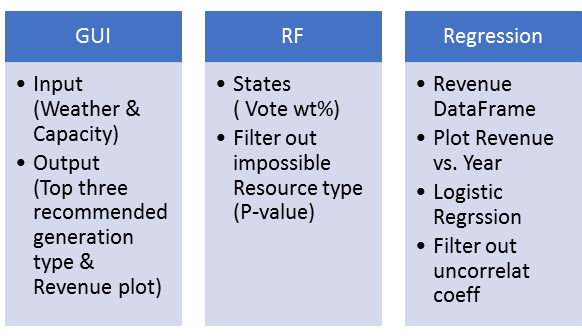 GUI
• Input
(Weather &
Capacity)
• Output
(Top three
recommended
generation
type &
Revenue plot)
RF
• States
( Vote wt%)
• Filter out
impossible
Resource type
(P-value)
Regression
• Revenue
DataFrame
• Plot Revenue
vs. Year
• Logistic
Regrssion
• Filter out
uncorrelat
coeff